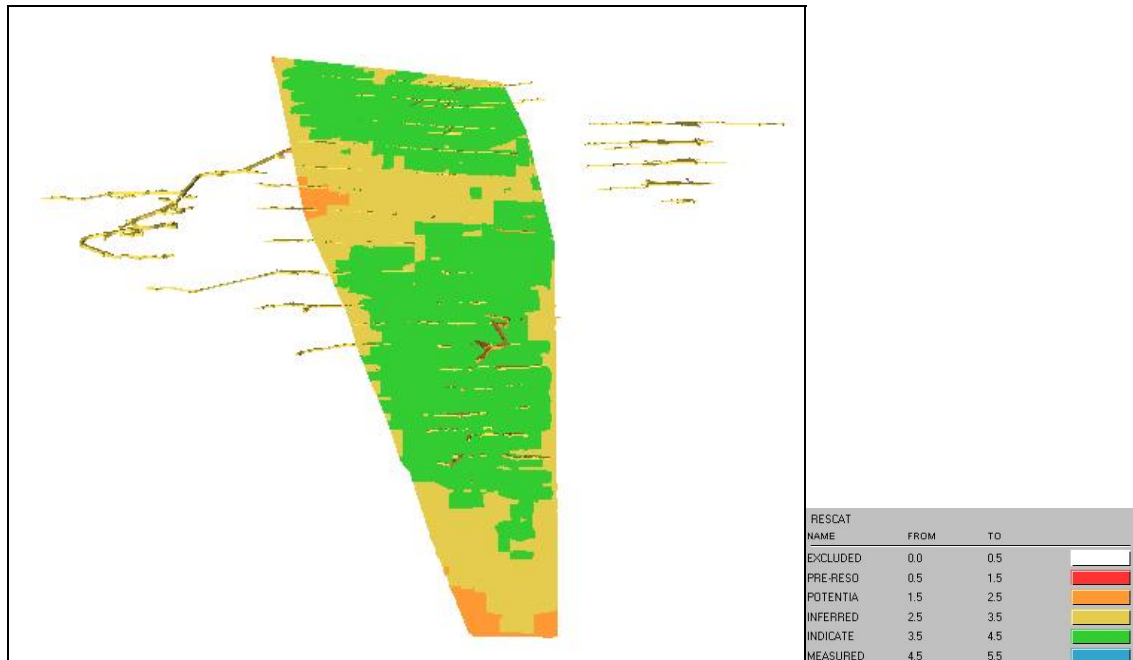 RESCAT
NAME FROM TO
EXCLUDED 0.0 0.5
PRE-RESO 0.5 1.5
POTENTIA 1.5 2.5
INFERRED 2.5 3.5
INDICATE 3.5 4.5
MEASURED 4.5 5.5